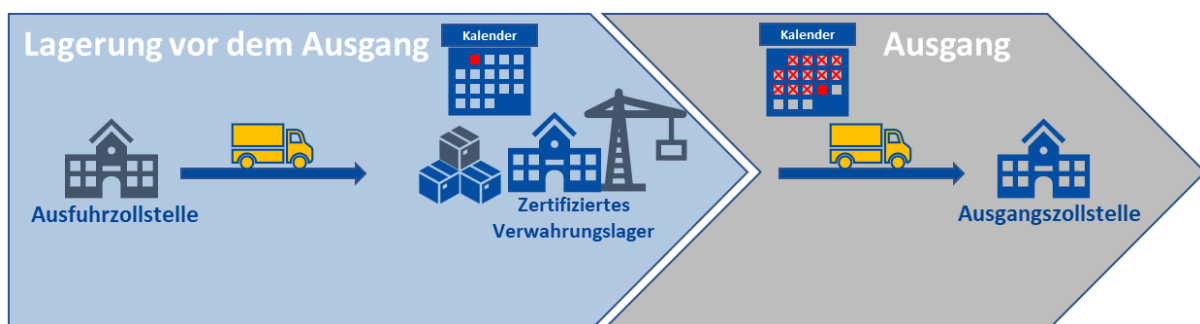 Lagerung vor dem Ausgang
Kalender
Ausfuhrzollstelle
Zertifiziertes
Verwahrungslager
Kalender
Ausgang
Ausgangszollstelle